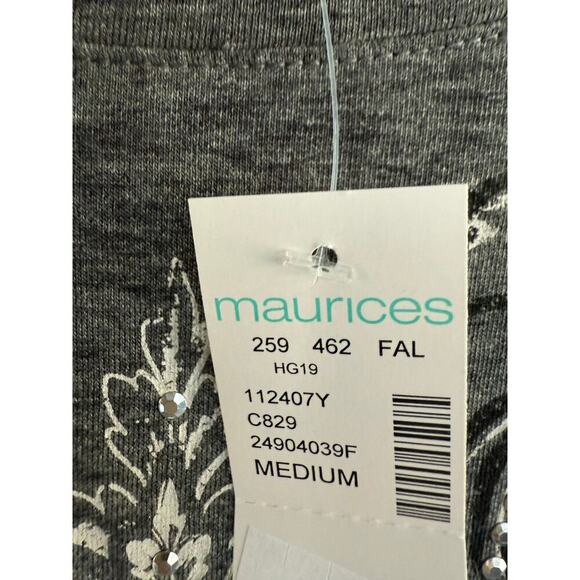 maurices
259 462 FAL
HG19
112407Y
C829
24904039F
MEDIUM